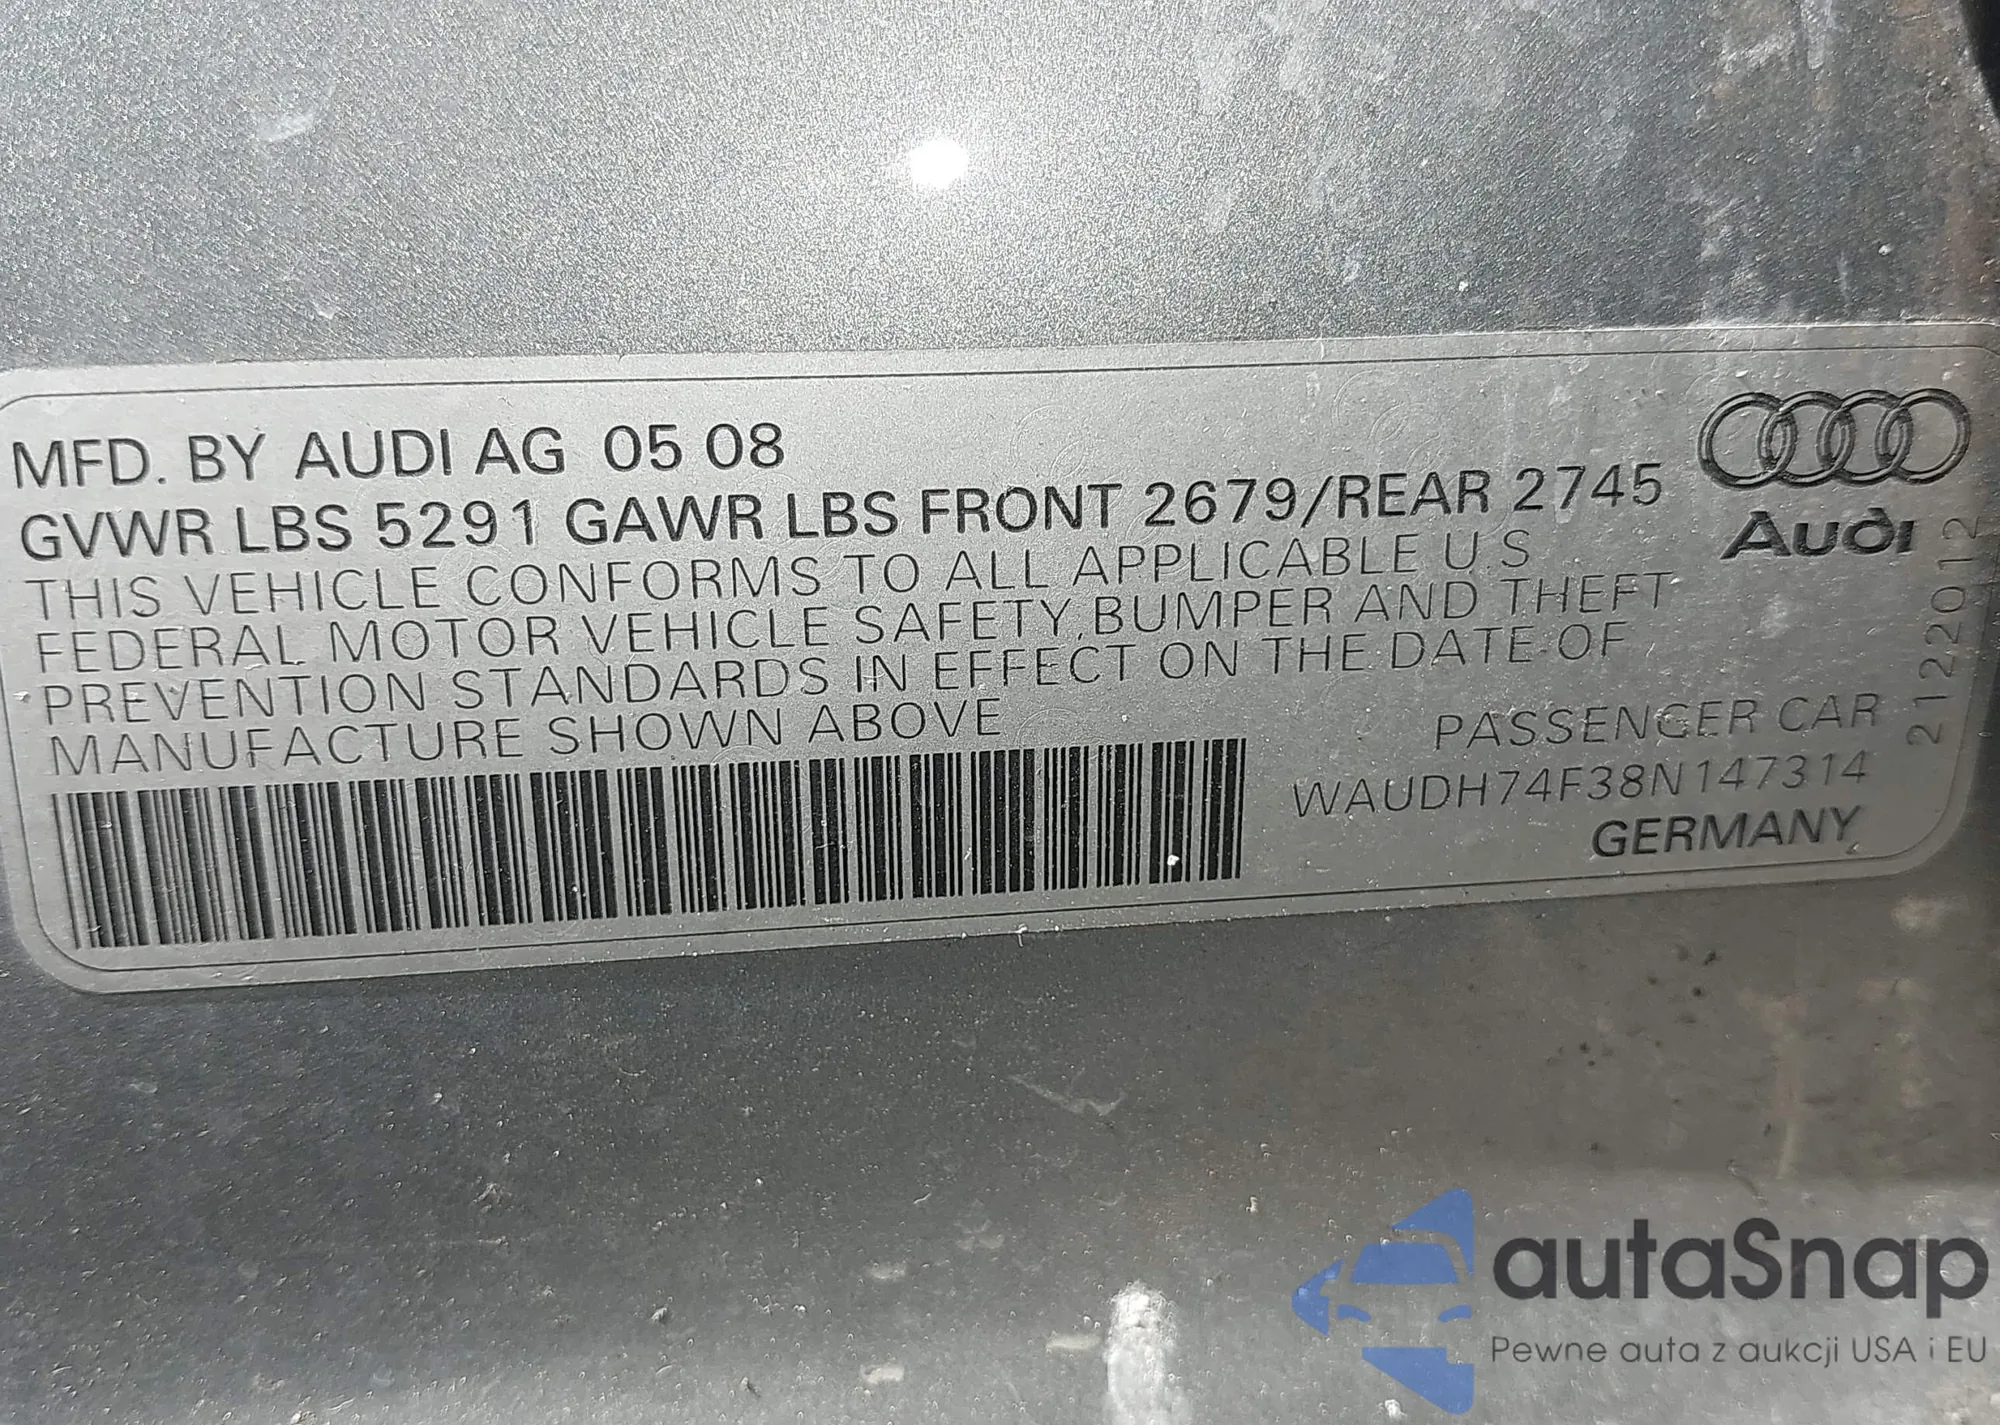 MFD. BY AUDI AG 05 08
GVWR LBS 5291 GAWR LBS FRONT 2679/REAR 2745
THIS VEHICLE CONFORMS TO ALL APPLICABLE U.S
FEDERAL MOTOR VEHICLE SAFETY, BUMPER AND THEFT
PREVENTION STANDARDS IN EFFECT ON THE DATE OF
MANUFACTURE SHOWN ABOVE
PASSENGER CAR
WAUDH74F38N147314
GERMANY
Audi
21220 012
autaSnap
Pewne auta z aukcji USA i EU